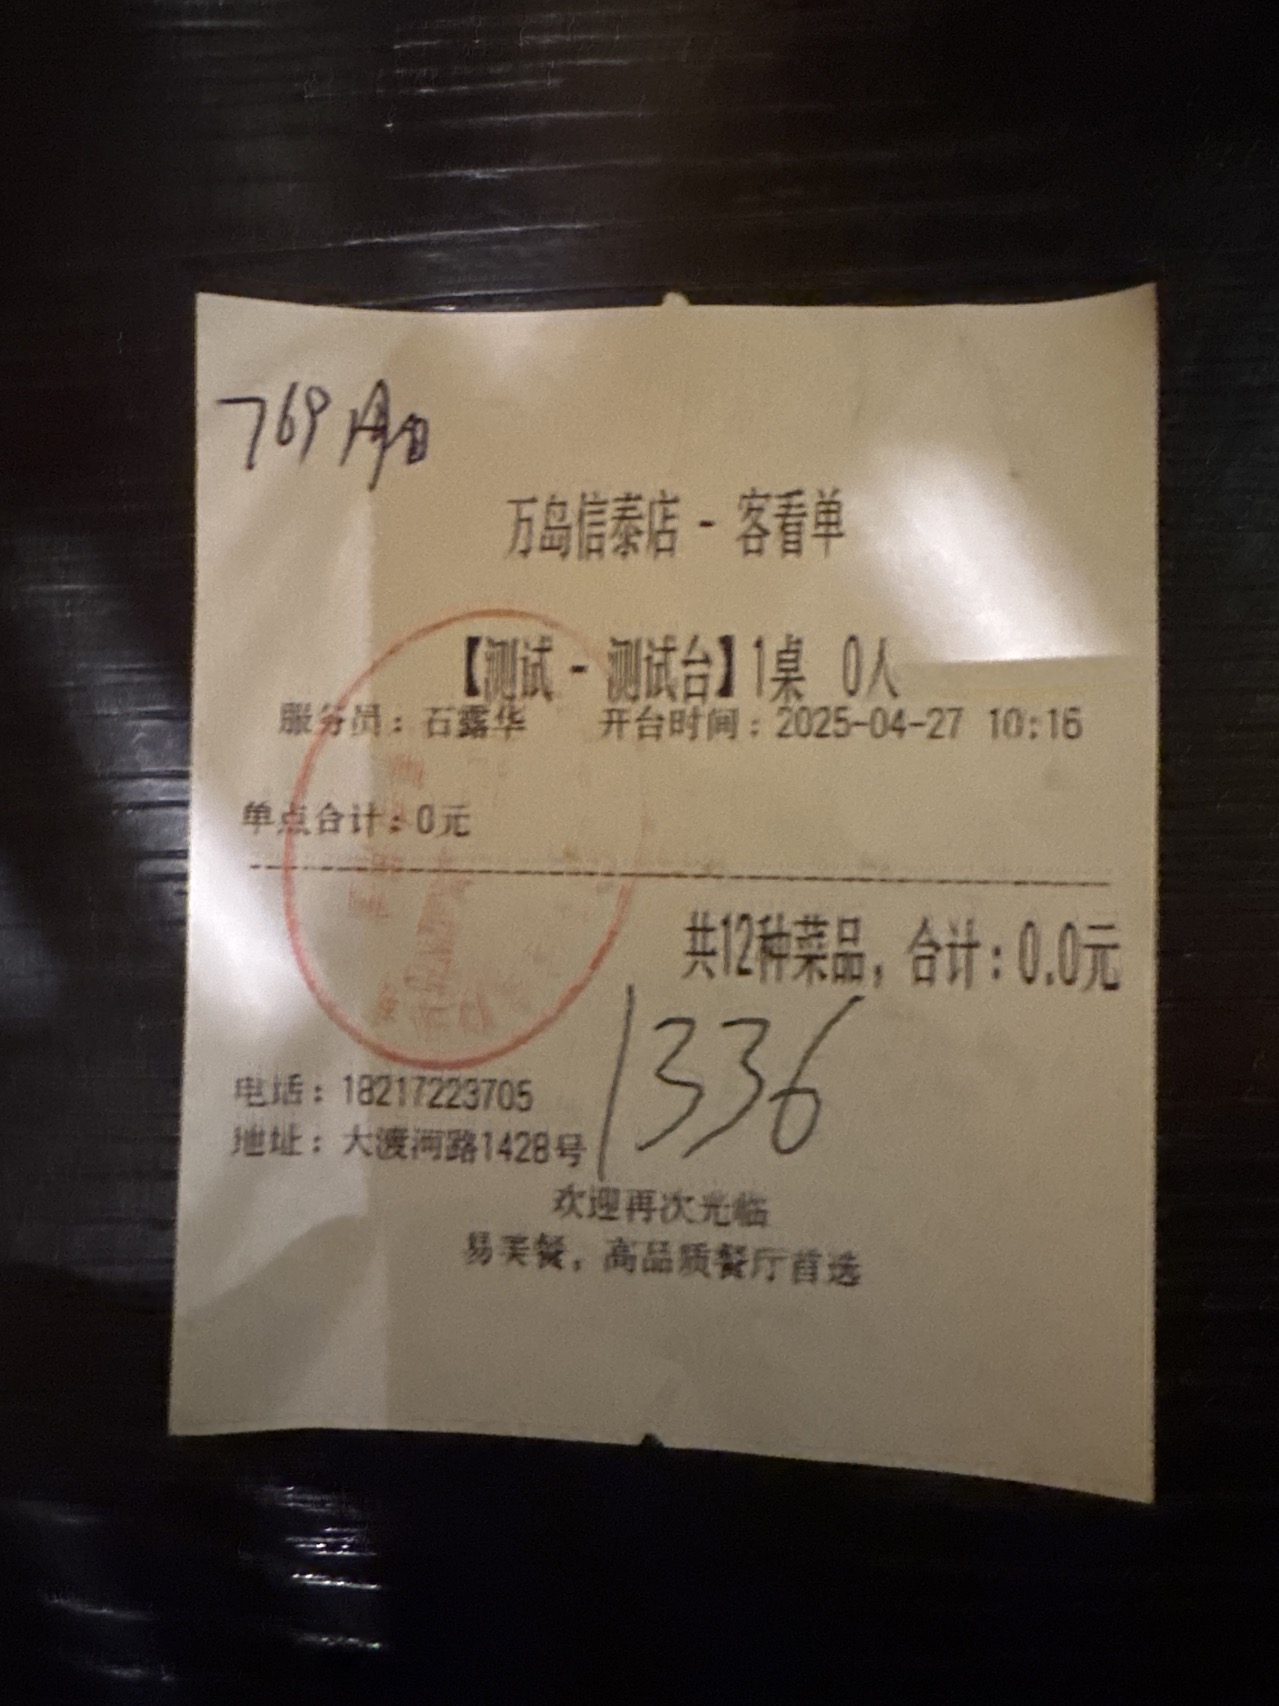 769
万岛信泰店 - 客看单
【测试 - 测试台】1桌 0人
服务员：石露华 开台时间：2025-04-27 10:16
单点合计：0元
共12种菜品，合计：0.0元
1336
电话：18217223705
地址：大渡河路1428号
欢迎再次光临
易美餐，高品质餐厅首选